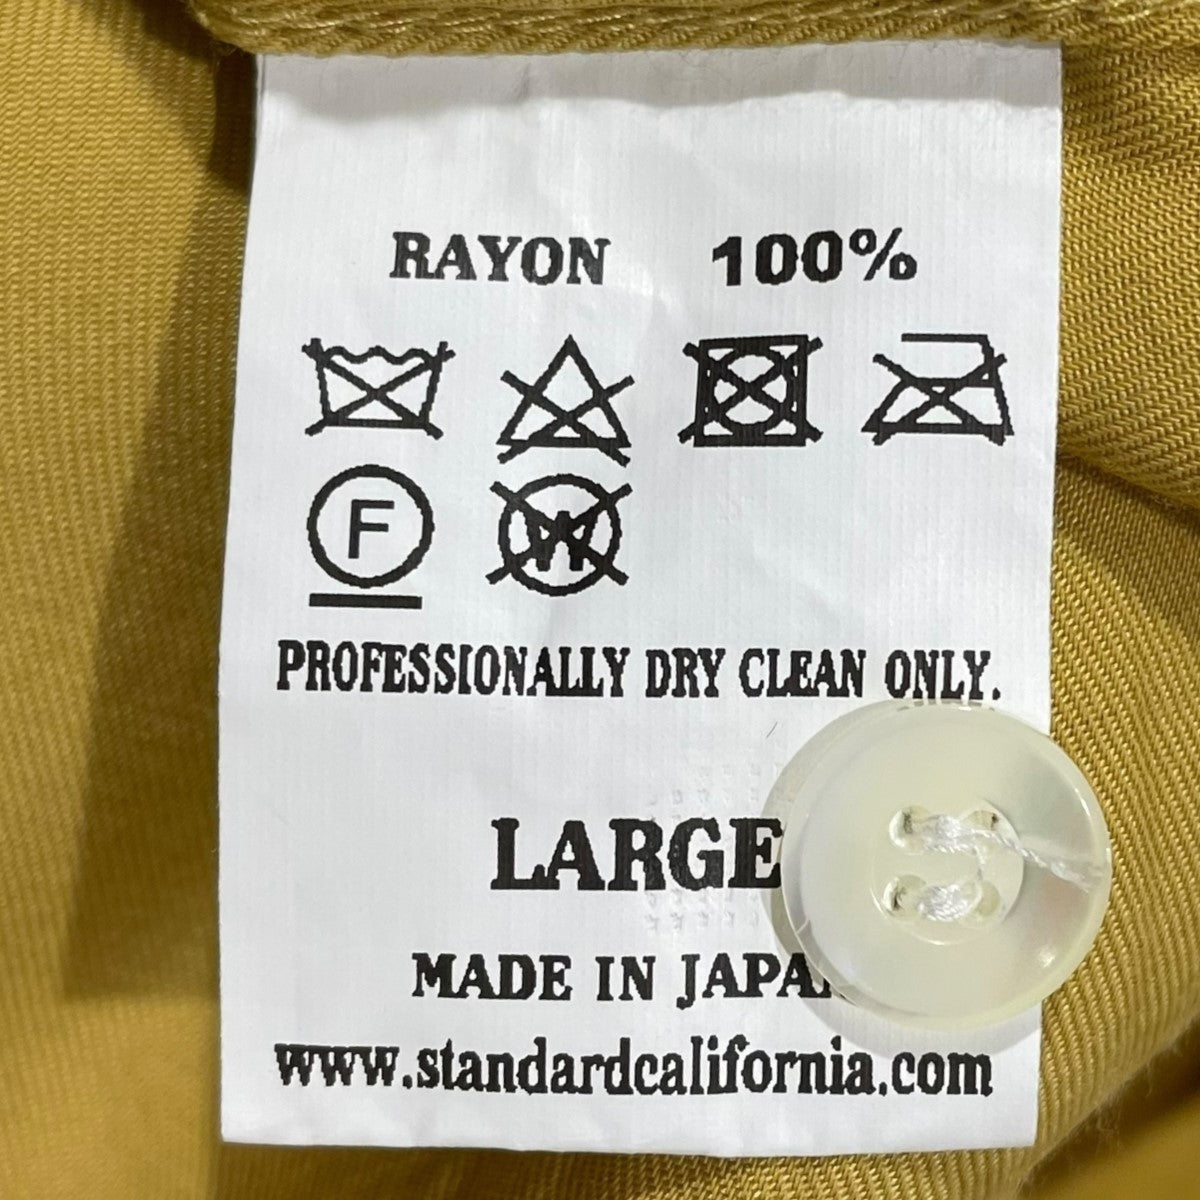 RAYON 100%
F W
PROFESSIONALLY DRY CLEAN ONLY.
LARGE
MADE IN JAPAN
www.standardcalifornia.com